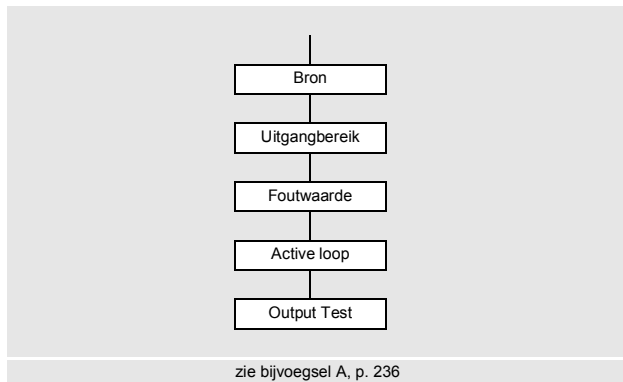 Bron
Uitgangbereik
Foutwaarde
Active loop
Output Test
zie bijvoegsel A, p. 236